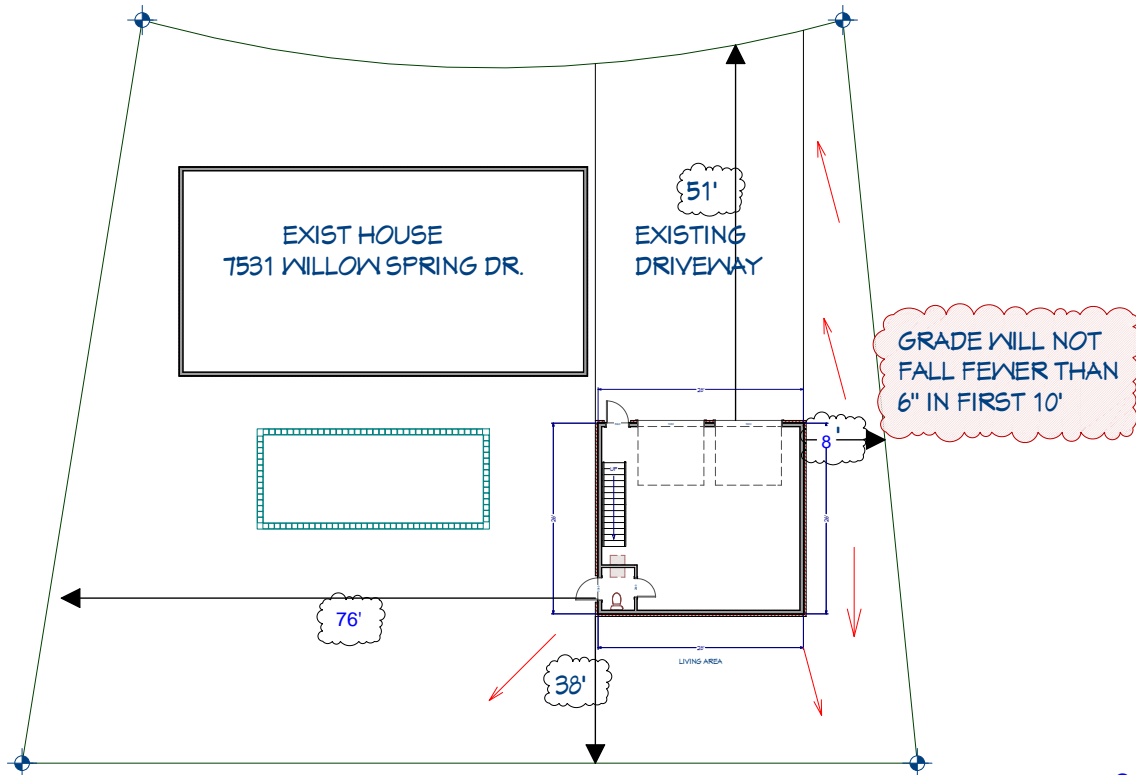 51'
EXIST HOUSE
7531 WILLOW SPRING DR.
EXISTING
DRIVEWAY
GRADE WILL NOT
FALL FEWER THAN
6" IN FIRST 10'
8'
UP
76'
38'
LIVING AREA